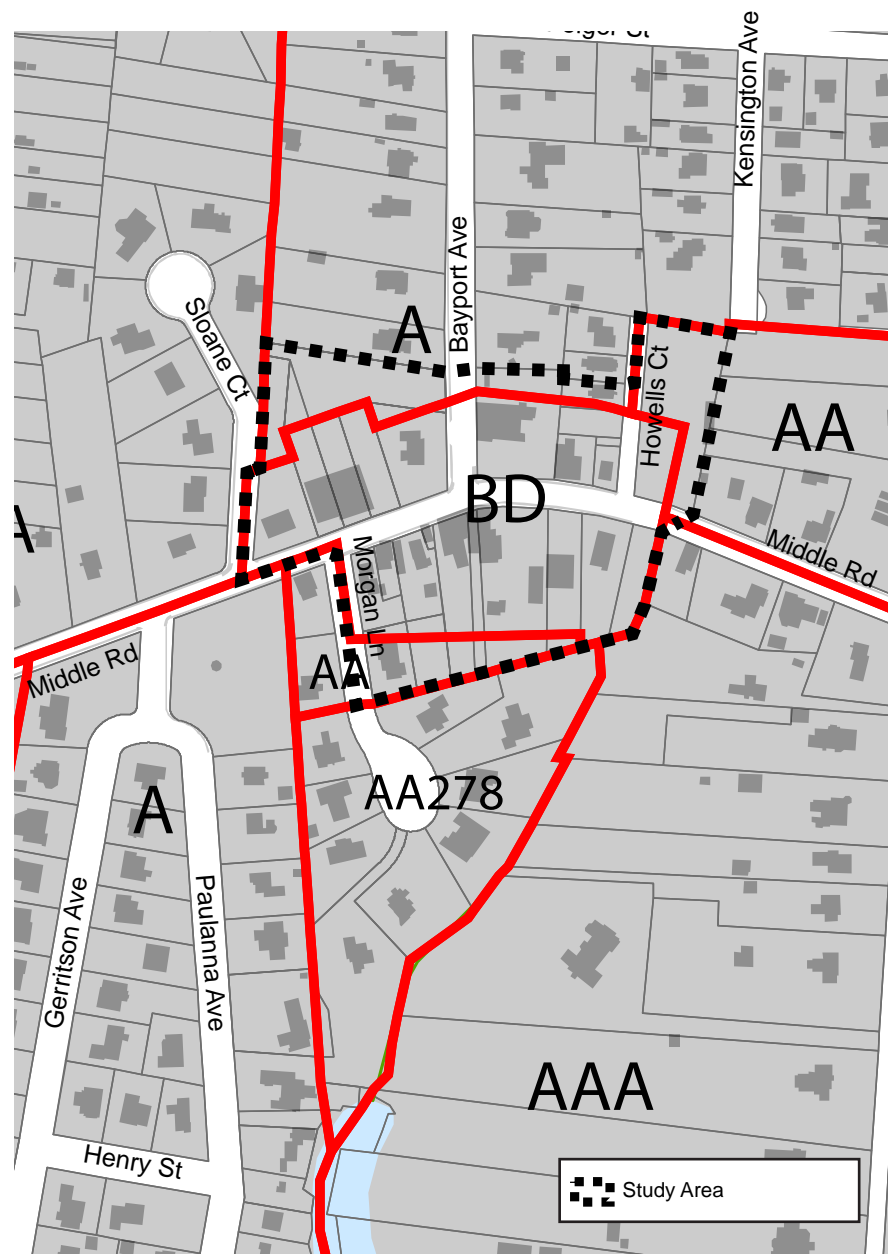 Kensington Ave
Bayport Ave
Sloane Ct
A
Howells Ct
AA
BD
Middle Rd
Morgan Ln
AA
Middle Rd
AA278
A
Gerritson Ave
Paulanna Ave
AAA
Henry St
Study Area